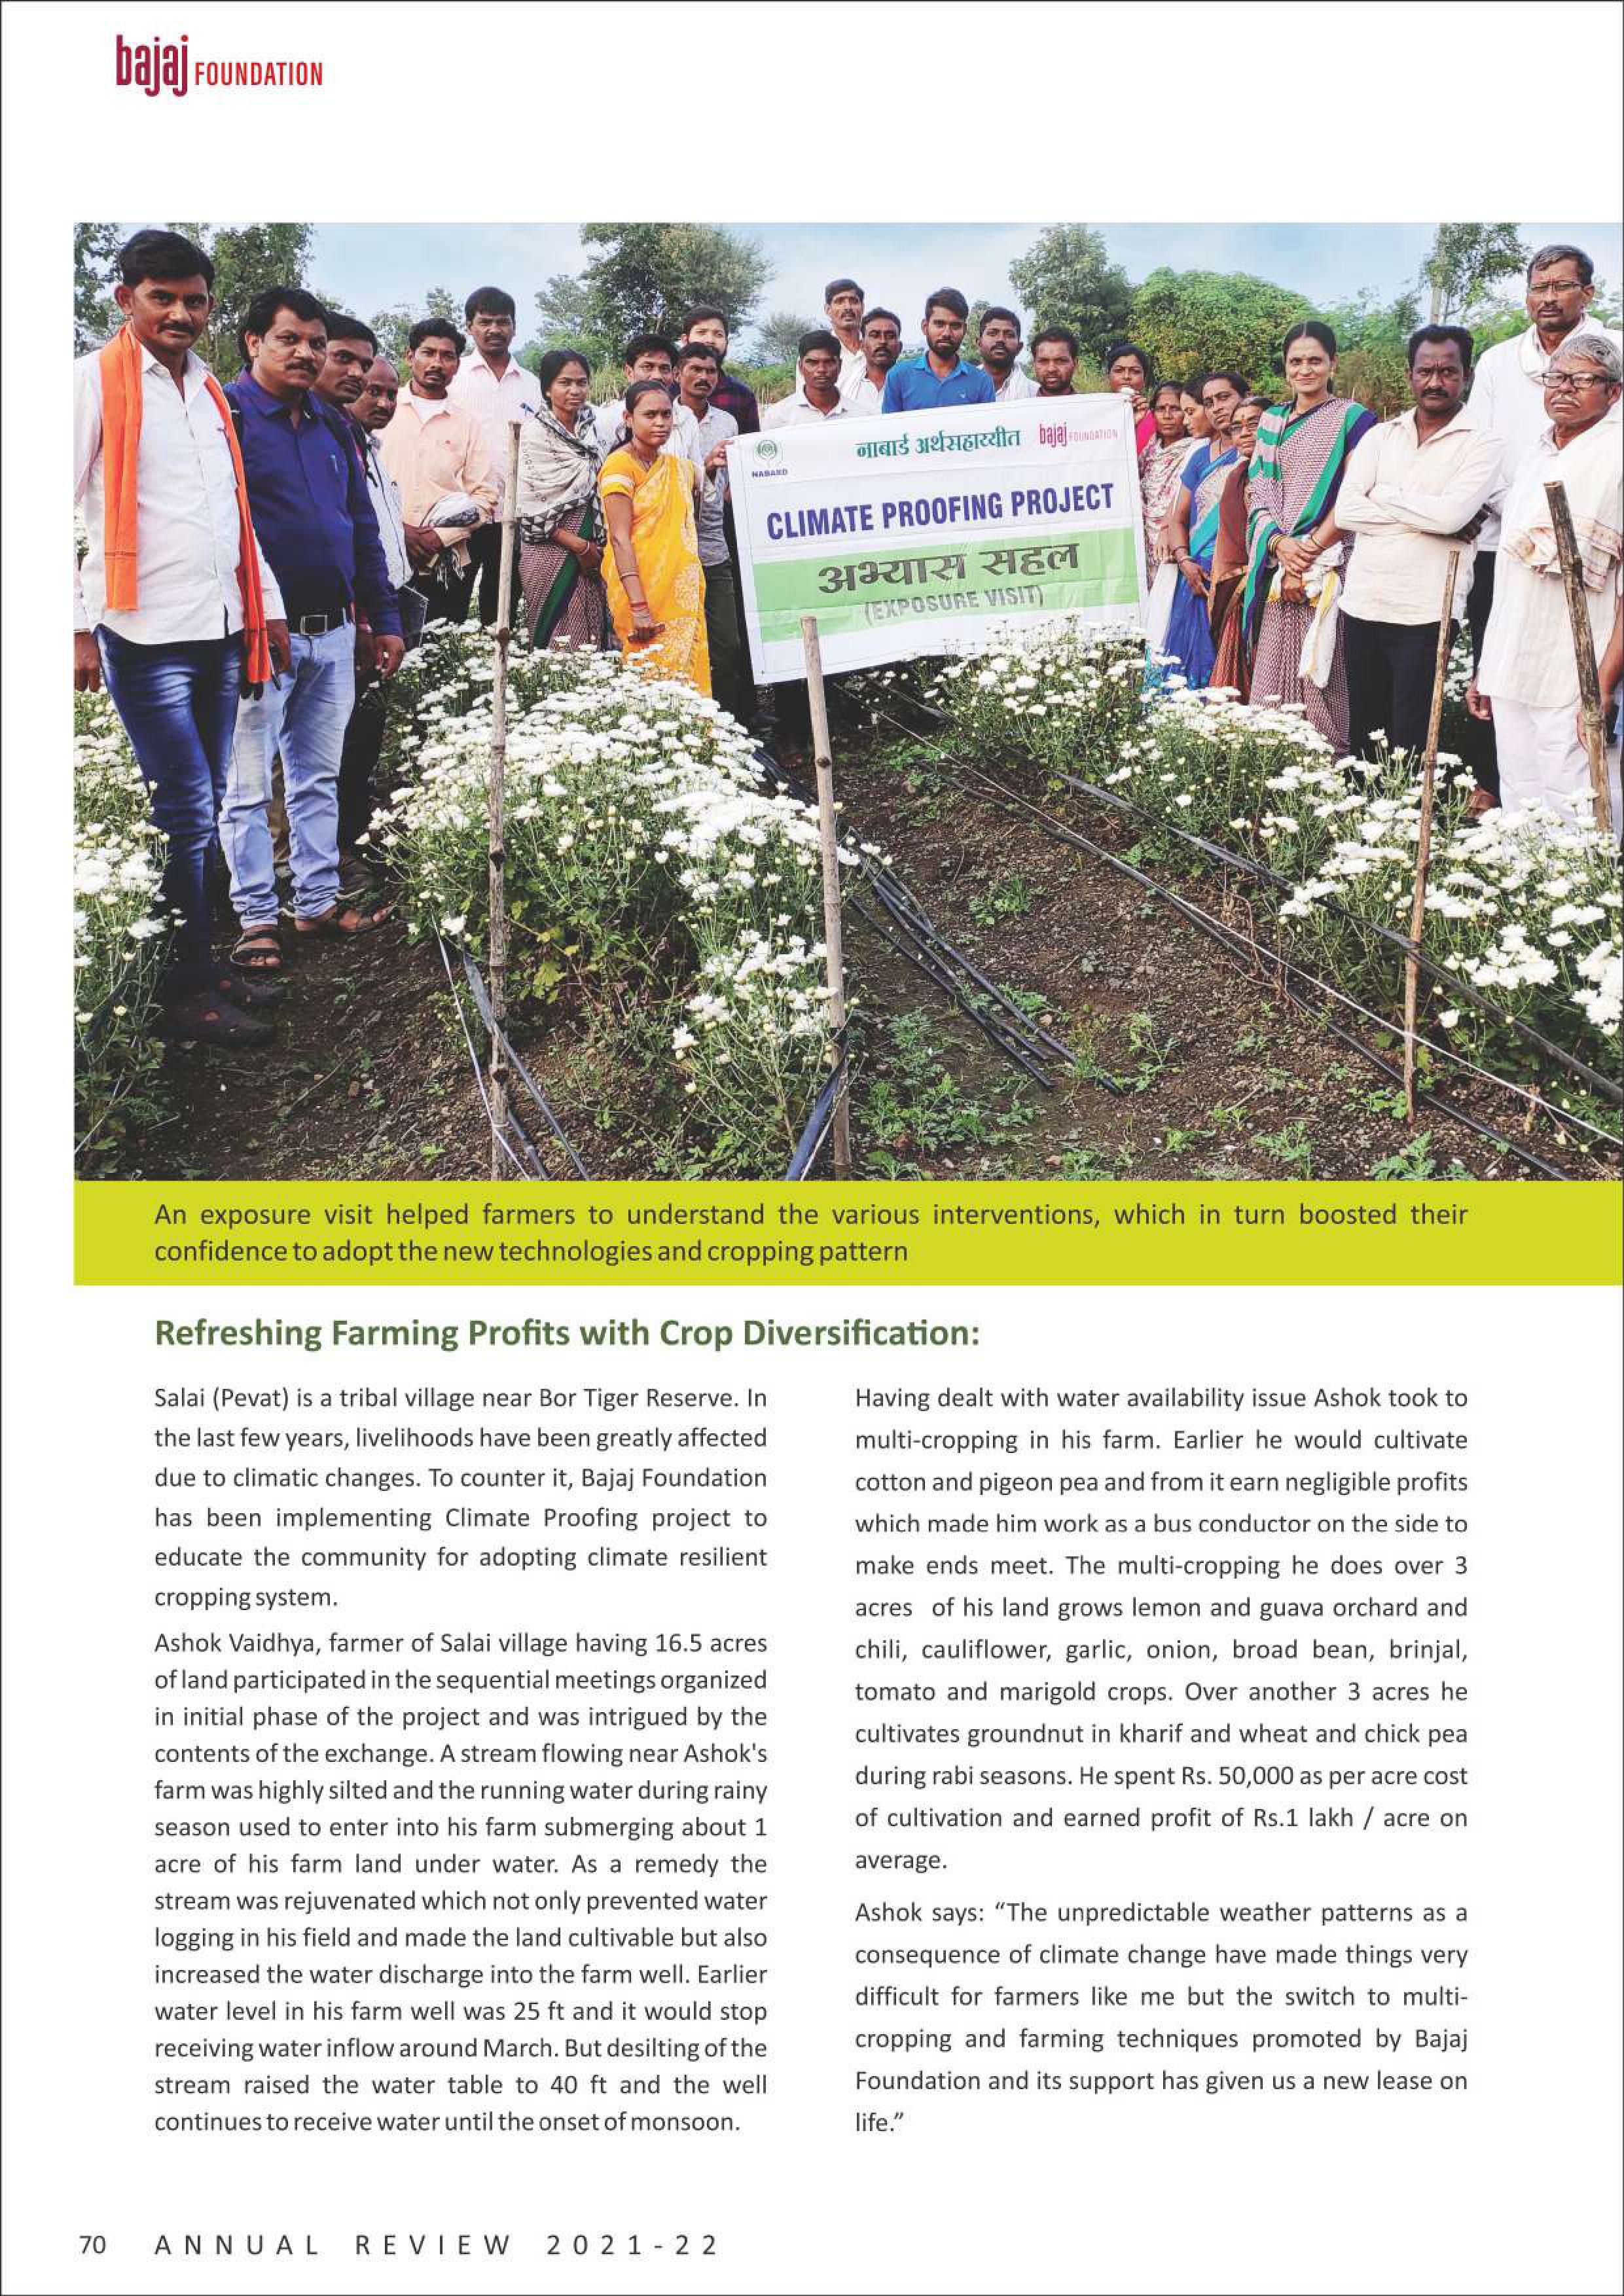 bajaj FOUNDATION
नाबार्ड अर्थसहाय्यीत bajaj FOUNDATION
NABARD
CLIMATE PROOFING PROJECT
अभ्यास सहल
(EXPOSURE VISIT)
An exposure visit helped farmers to understand the various interventions, which in turn boosted their
confidence to adopt the new technologies and cropping pattern
Refreshing Farming Profits with Crop Diversification:
Salai (Pevat) is a tribal village near Bor Tiger Reserve. In
the last few years, livelihoods have been greatly affected
due to climatic changes. To counter it, Bajaj Foundation
has been implementing Climate Proofing project to
educate the community for adopting climate resilient
cropping system.
Ashok Vaidhya, farmer of Salai village having 16.5 acres
of land participated in the sequential meetings organized
in initial phase of the project and was intrigued by the
contents of the exchange. A stream flowing near Ashok's
farm was highly silted and the running water during rainy
season used to enter into his farm submerging about 1
acre of his farm land under water. As a remedy the
stream was rejuvenated which not only prevented water
logging in his field and made the land cultivable but also
increased the water discharge into the farm well. Earlier
water level in his farm well was 25 ft and it would stop
receiving water inflow around March. But desilting of the
stream raised the water table to 40 ft and the well
continues to receive water until the onset of monsoon.
Having dealt with water availability issue Ashok took to
multi-cropping in his farm. Earlier he would cultivate
cotton and pigeon pea and from it earn negligible profits
which made him work as a bus conductor on the side to
make ends meet. The multi-cropping he does over 3
acres of his land grows lemon and guava orchard and
chili, cauliflower, garlic, onion, broad bean, brinjal,
tomato and marigold crops. Over another 3 acres he
cultivates groundnut in kharif and wheat and chick pea
during rabi seasons. He spent Rs. 50,000 as per acre cost
of cultivation and earned profit of Rs.1 lakh / acre on
average.
Ashok says: “The unpredictable weather patterns as a
consequence of climate change have made things very
difficult for farmers like me but the switch to multi-
cropping and farming techniques promoted by Bajaj
Foundation and its support has given us a new lease on
life.”
70 ANNUAL REVIEW 2021-22